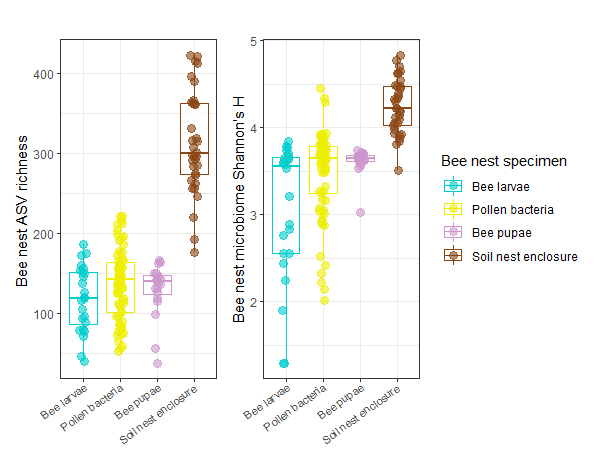 Bee nest ASV richness
400
300
200
100
Bee larvae
Pollen bacteria
Bee pupae
Soil nest enclosure
Bee nest microbiome Shannon's H
5
4
3
2
Bee larvae
Pollen bacteria
Bee pupae
Soil nest enclosure
Bee nest specimen
Bee larvae
Pollen bacteria
Bee pupae
Soil nest enclosure